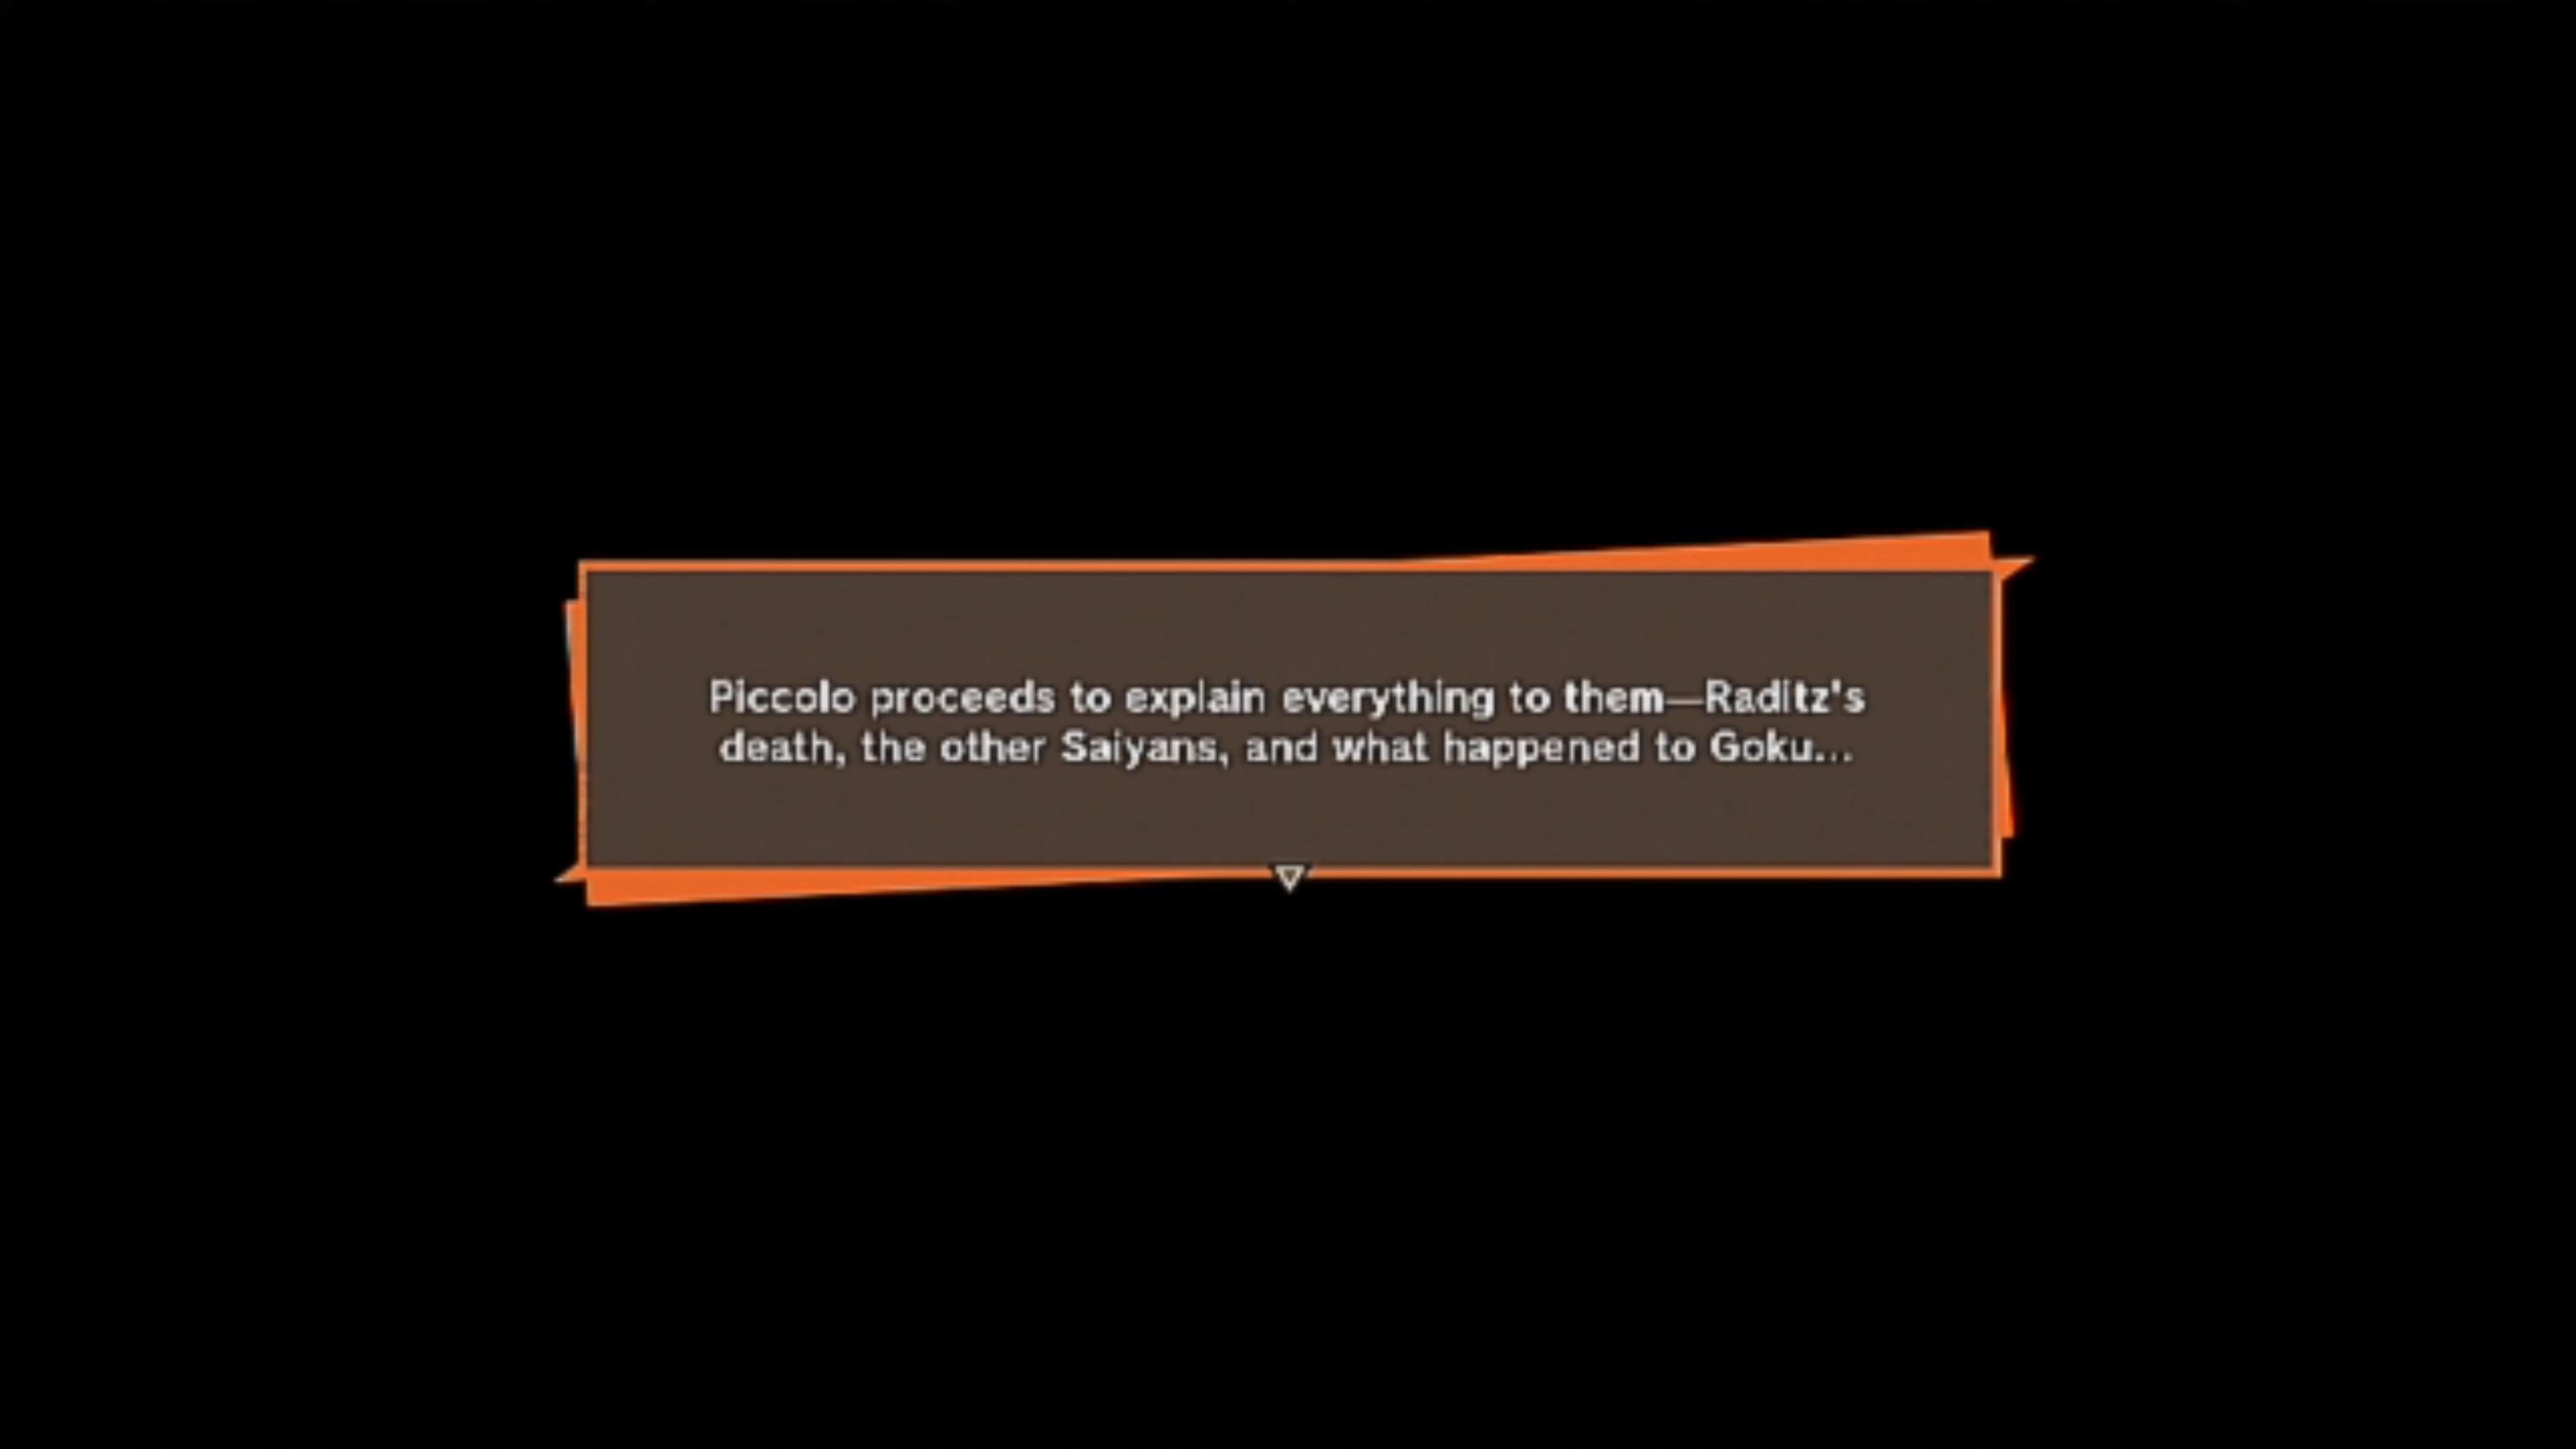 Piccolo proceeds to explain everything to them—Raditz's
death, the other Saiyans, and what happened to Goku...